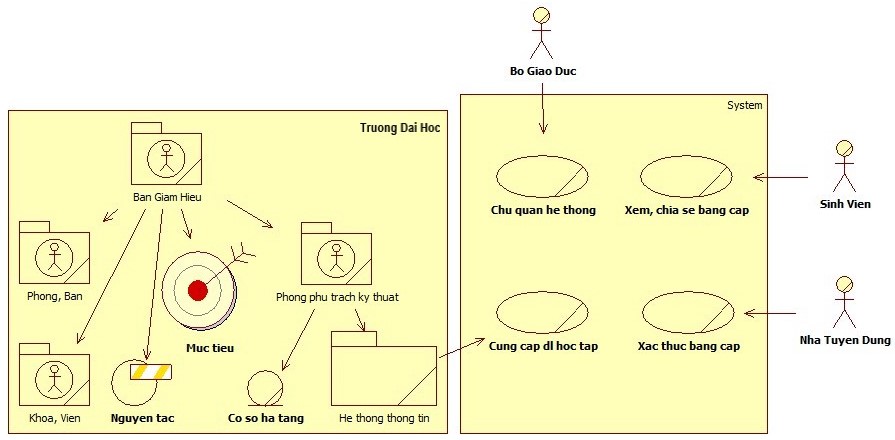 Bo Giao Duc
System
Truong Dai Hoc
Ban Giam Hieu
Chu quan he thong
Xem, chia se bang cap
Sinh Vien
Phong, Ban
Phong phu trach ky thuat
Muc tieu
Cung cap dl hoc tap
Xac thuc bang cap
Nha Tuyen Dung
Khoa, Vien
Nguyen tac
Co so ha tang
He thong thong tin